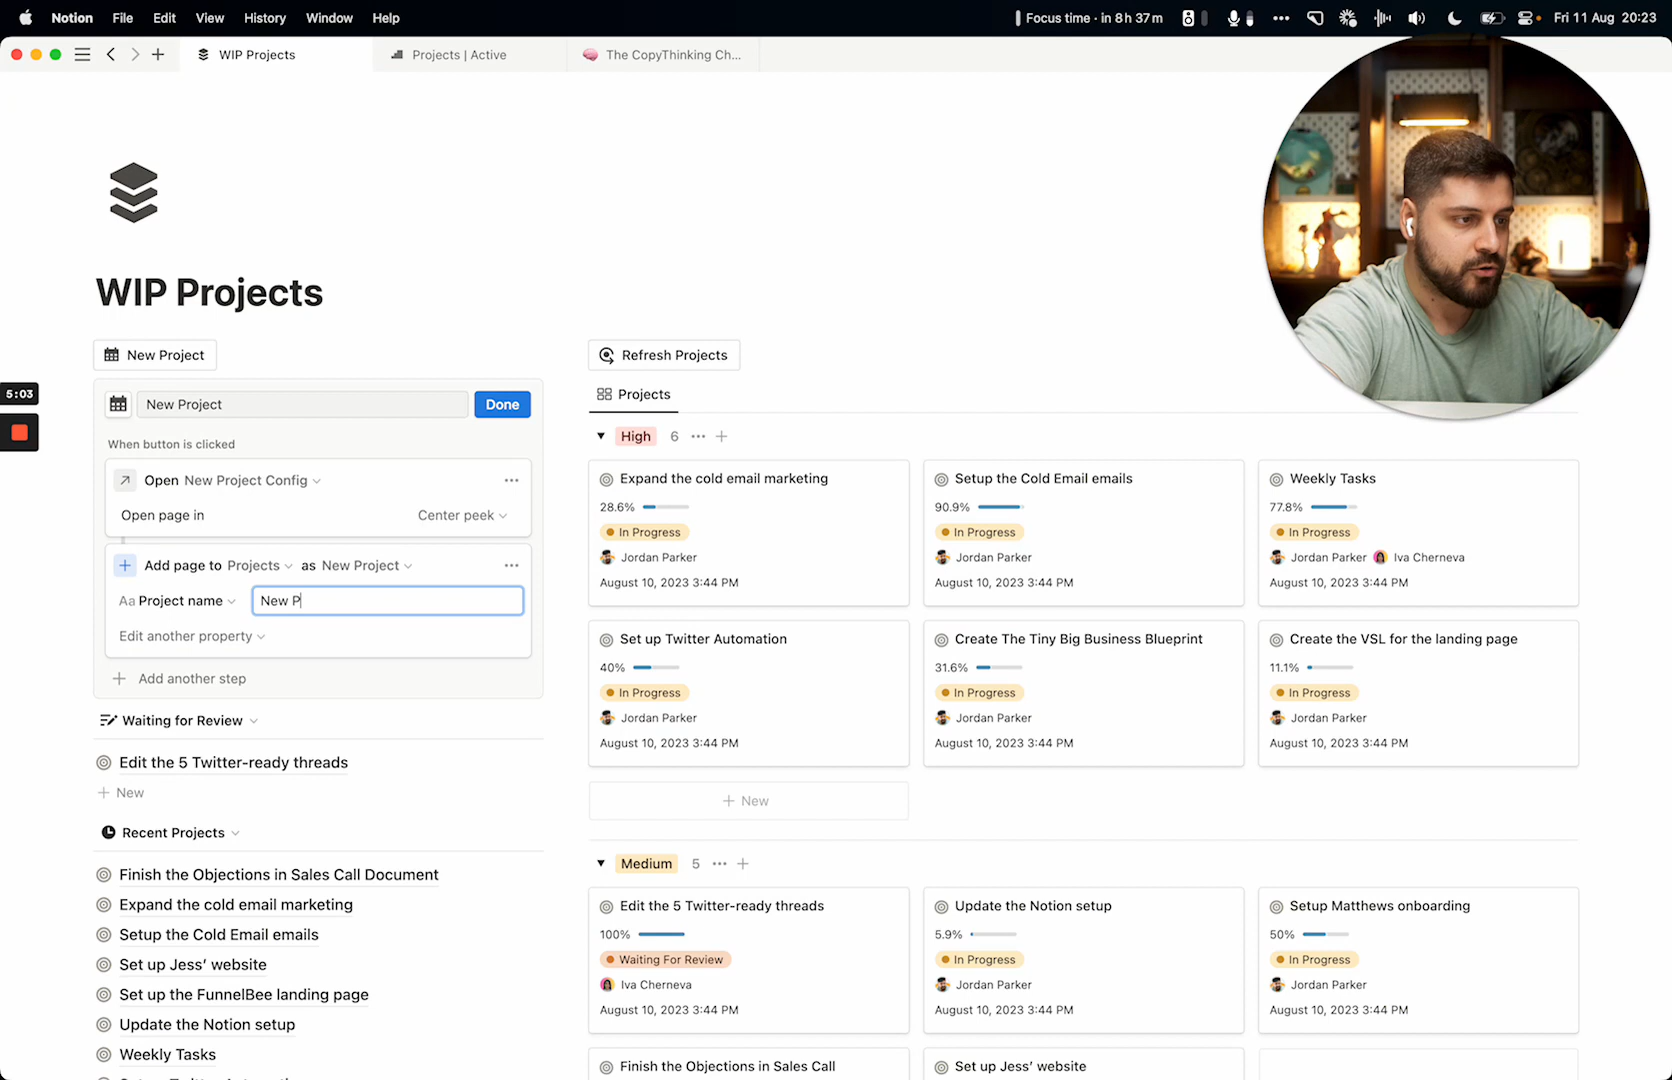 Notion File Edit View History Window Help
Focus time · in 8h 37m
Fri 11 Aug 20:23
WIP Projects
Projects | Active
The CopyThinking Ch...
WIP Projects
New Project
5:03
New Project
Done
When button is clicked
Open New Project Config
Open page in
Center peek
Add page to Projects as New Project
Aa Project name
New P
Edit another property
Add another step
Waiting for Review
Edit the 5 Twitter-ready threads
New
Recent Projects
Finish the Objections in Sales Call Document
Expand the cold email marketing
Setup the Cold Email emails
Set up Jess’ website
Set up the FunnelBee landing page
Update the Notion setup
Weekly Tasks
Refresh Projects
Projects
High 6
Expand the cold email marketing
28.6%
In Progress
Jordan Parker
August 10, 2023 3:44 PM
Setup the Cold Email emails
90.9%
In Progress
Jordan Parker
August 10, 2023 3:44 PM
Weekly Tasks
77.8%
In Progress
Jordan Parker Iva Cherneva
August 10, 2023 3:44 PM
Set up Twitter Automation
40%
In Progress
Jordan Parker
August 10, 2023 3:44 PM
Create The Tiny Big Business Blueprint
31.6%
In Progress
Jordan Parker
August 10, 2023 3:44 PM
Create the VSL for the landing page
11.1%
In Progress
Jordan Parker
August 10, 2023 3:44 PM
New
Medium 5
Edit the 5 Twitter-ready threads
100%
Waiting For Review
Iva Cherneva
August 10, 2023 3:44 PM
Update the Notion setup
5.9%
In Progress
Jordan Parker
August 10, 2023 3:44 PM
Setup Matthews onboarding
50%
In Progress
Jordan Parker
August 10, 2023 3:44 PM
Finish the Objections in Sales Call
Set up Jess’ website